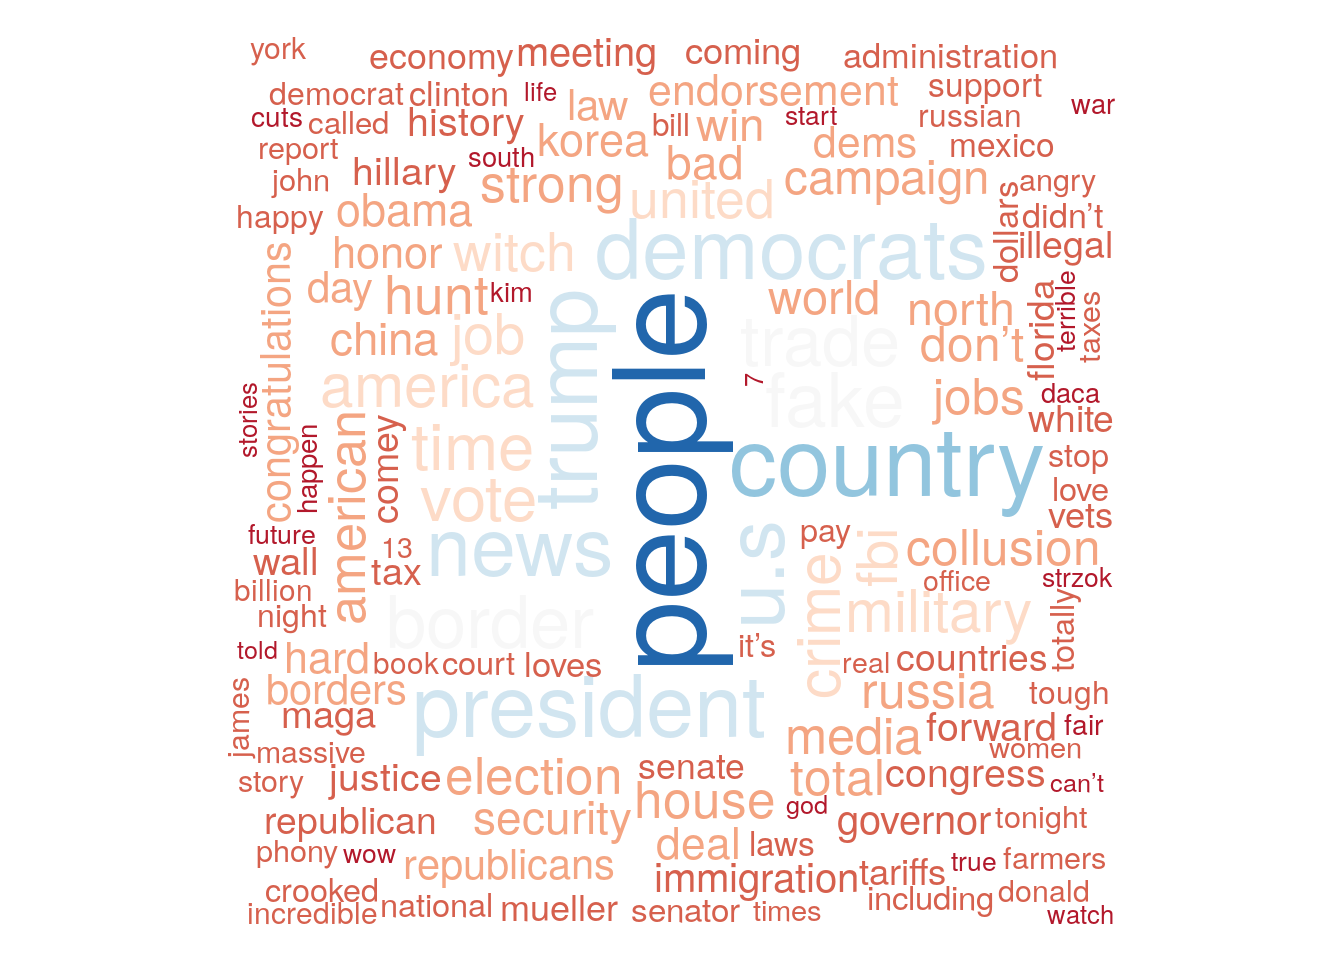 york economy meeting coming administration
democrat clinton life law endorsement support war
cuts called history korea bill win start dems russian mexico
report hillary south strong bad campaign angry
john obama united dollars didn’t
happy honor witch democrats illegal
congratulations day hunt kim trump people world north florida terrible taxes
china job trade don’t
america 7 fake jobs daca
stories happen american comey time country white
vote stop
love
future news u.s pay vets
wall 13 tax crime fbi collusion
billion border office strzok
night military totally
told hard book court loves it’s real countries
borders president russia tough
james maga media forward fair
massive women
story justice election senate total congress can’t
republican security house god governor tonight
phony wow republicans deal laws true farmers
crooked immigration tariffs
incredible national mueller senator times including donald watch